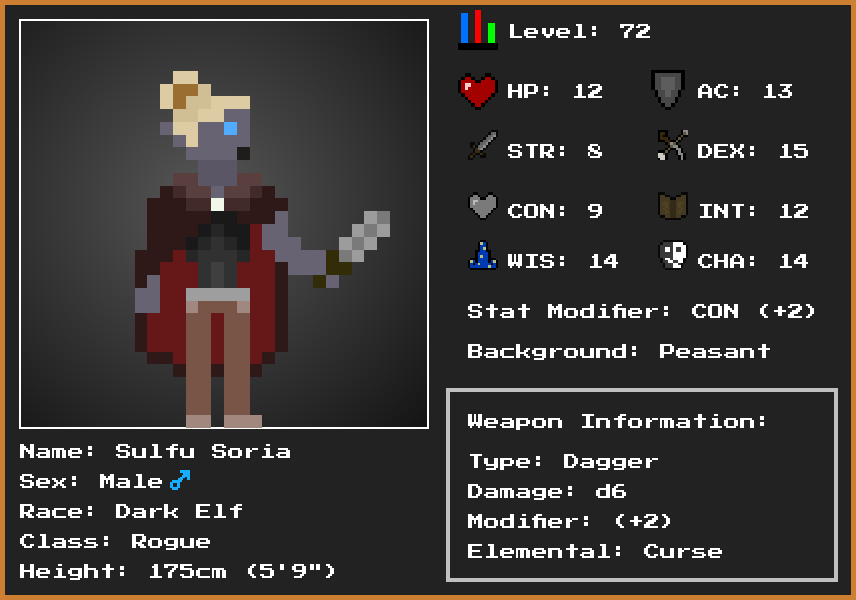 Level: 72
HP: 12
AC: 13
STR: 8
DEX: 15
CON: 9
INT: 12
WIS: 14
CHA: 14
Stat Modifier: CON (+2)
Background: Peasant
Name: Sulfu Soria
Sex: Male♂
Race: Dark Elf
Class: Rogue
Height: 175cm (5'9")
Weapon Information:
Type: Dagger
Damage: d6
Modifier: (+2)
Elemental: Curse